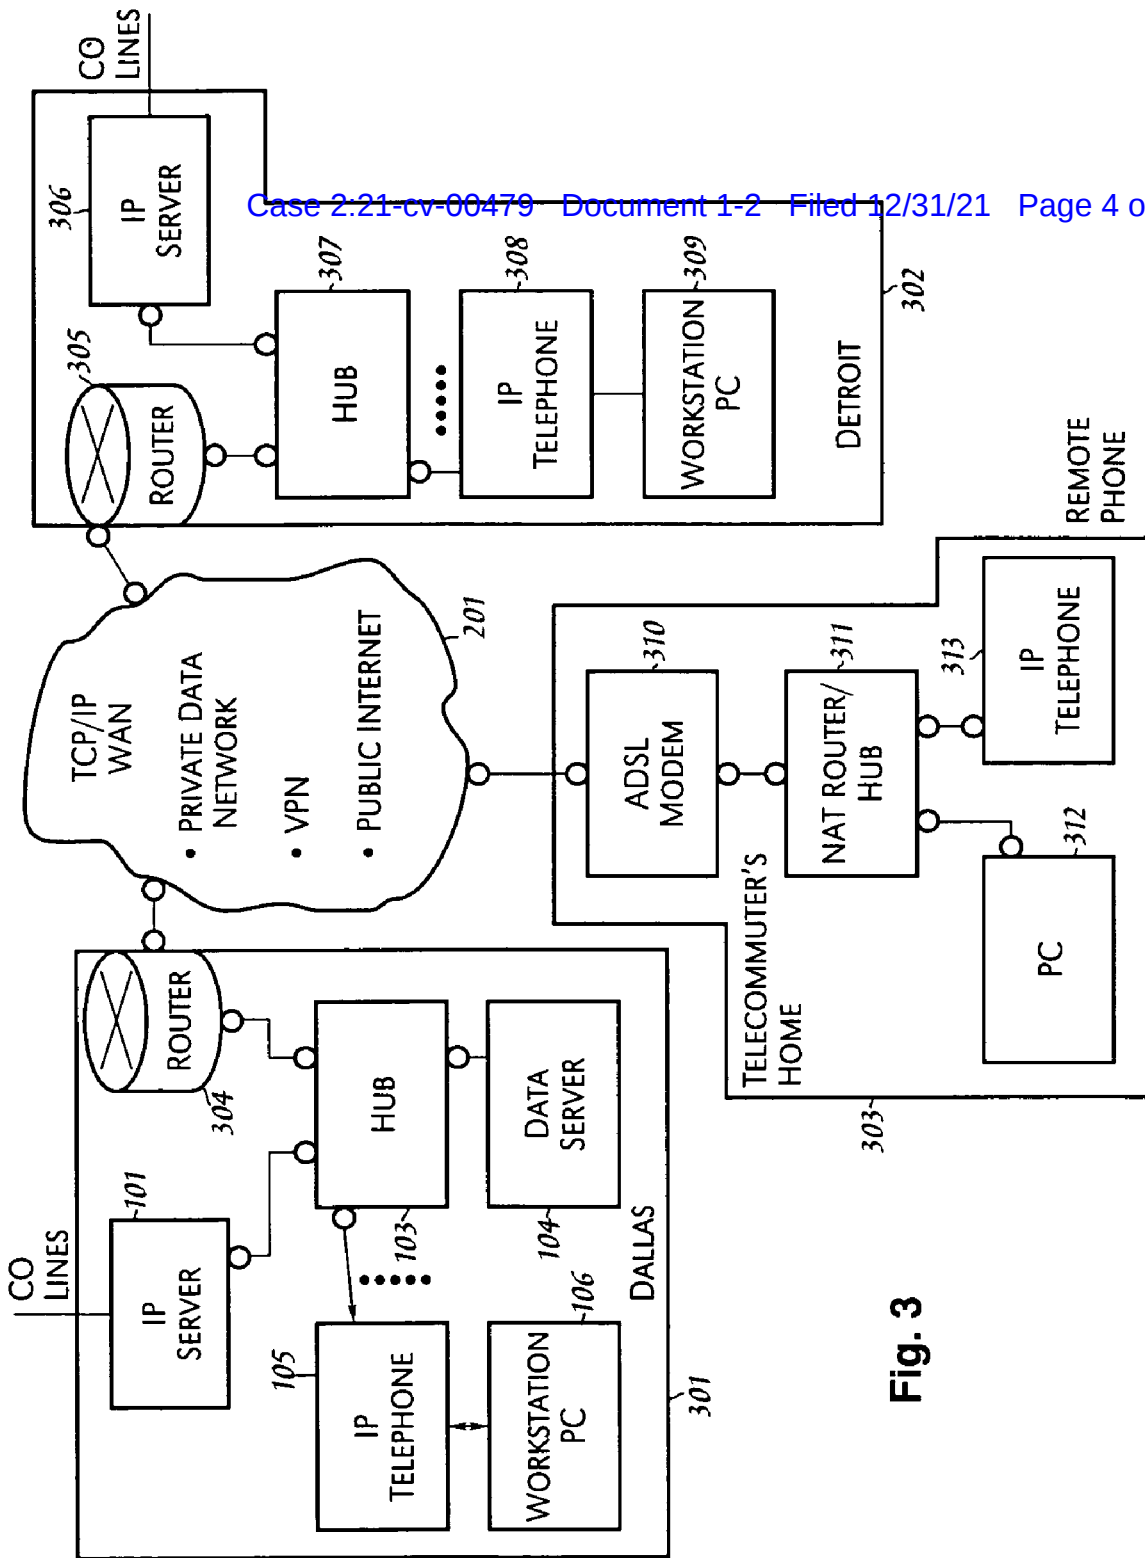 Case 2:21-cv-00479 Document 1-2 Filed 12/31/21 Page 4 o
CO
LINES
101
IP
SERVER
304
ROUTER
105
IP
TELEPHONE
103
HUB
106
WORKSTATION
PC
104
DATA
SERVER
DALLAS
301
TCP/IP
WAN
• PRIVATE DATA
NETWORK
• VPN
• PUBLIC INTERNET
201
CO
LINES
305
ROUTER
306
IP
SERVER
307
HUB
308
IP
TELEPHONE
309
WORKSTATION
PC
DETROIT
302
TELECOMMUTER'S
HOME
303
310
ADSL
MODEM
311
NAT ROUTER/
HUB
312
PC
313
IP
TELEPHONE
REMOTE
PHONE
Fig. 3